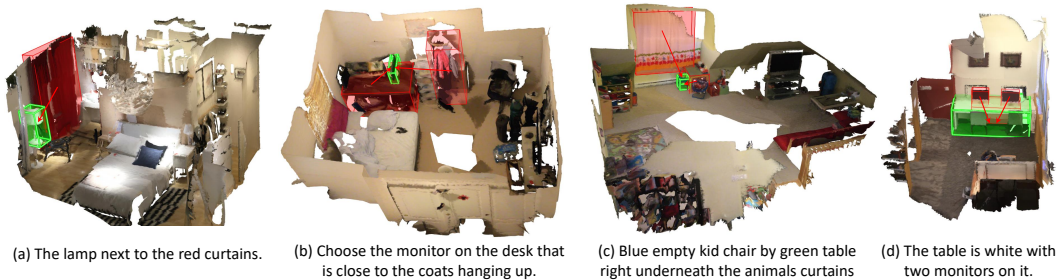 (a) The lamp next to the red curtains.
(b) Choose the monitor on the desk that
is close to the coats hanging up.
(c) Blue empty kid chair by green table
right underneath the animals curtains
(d) The table is white with
two monitors on it.